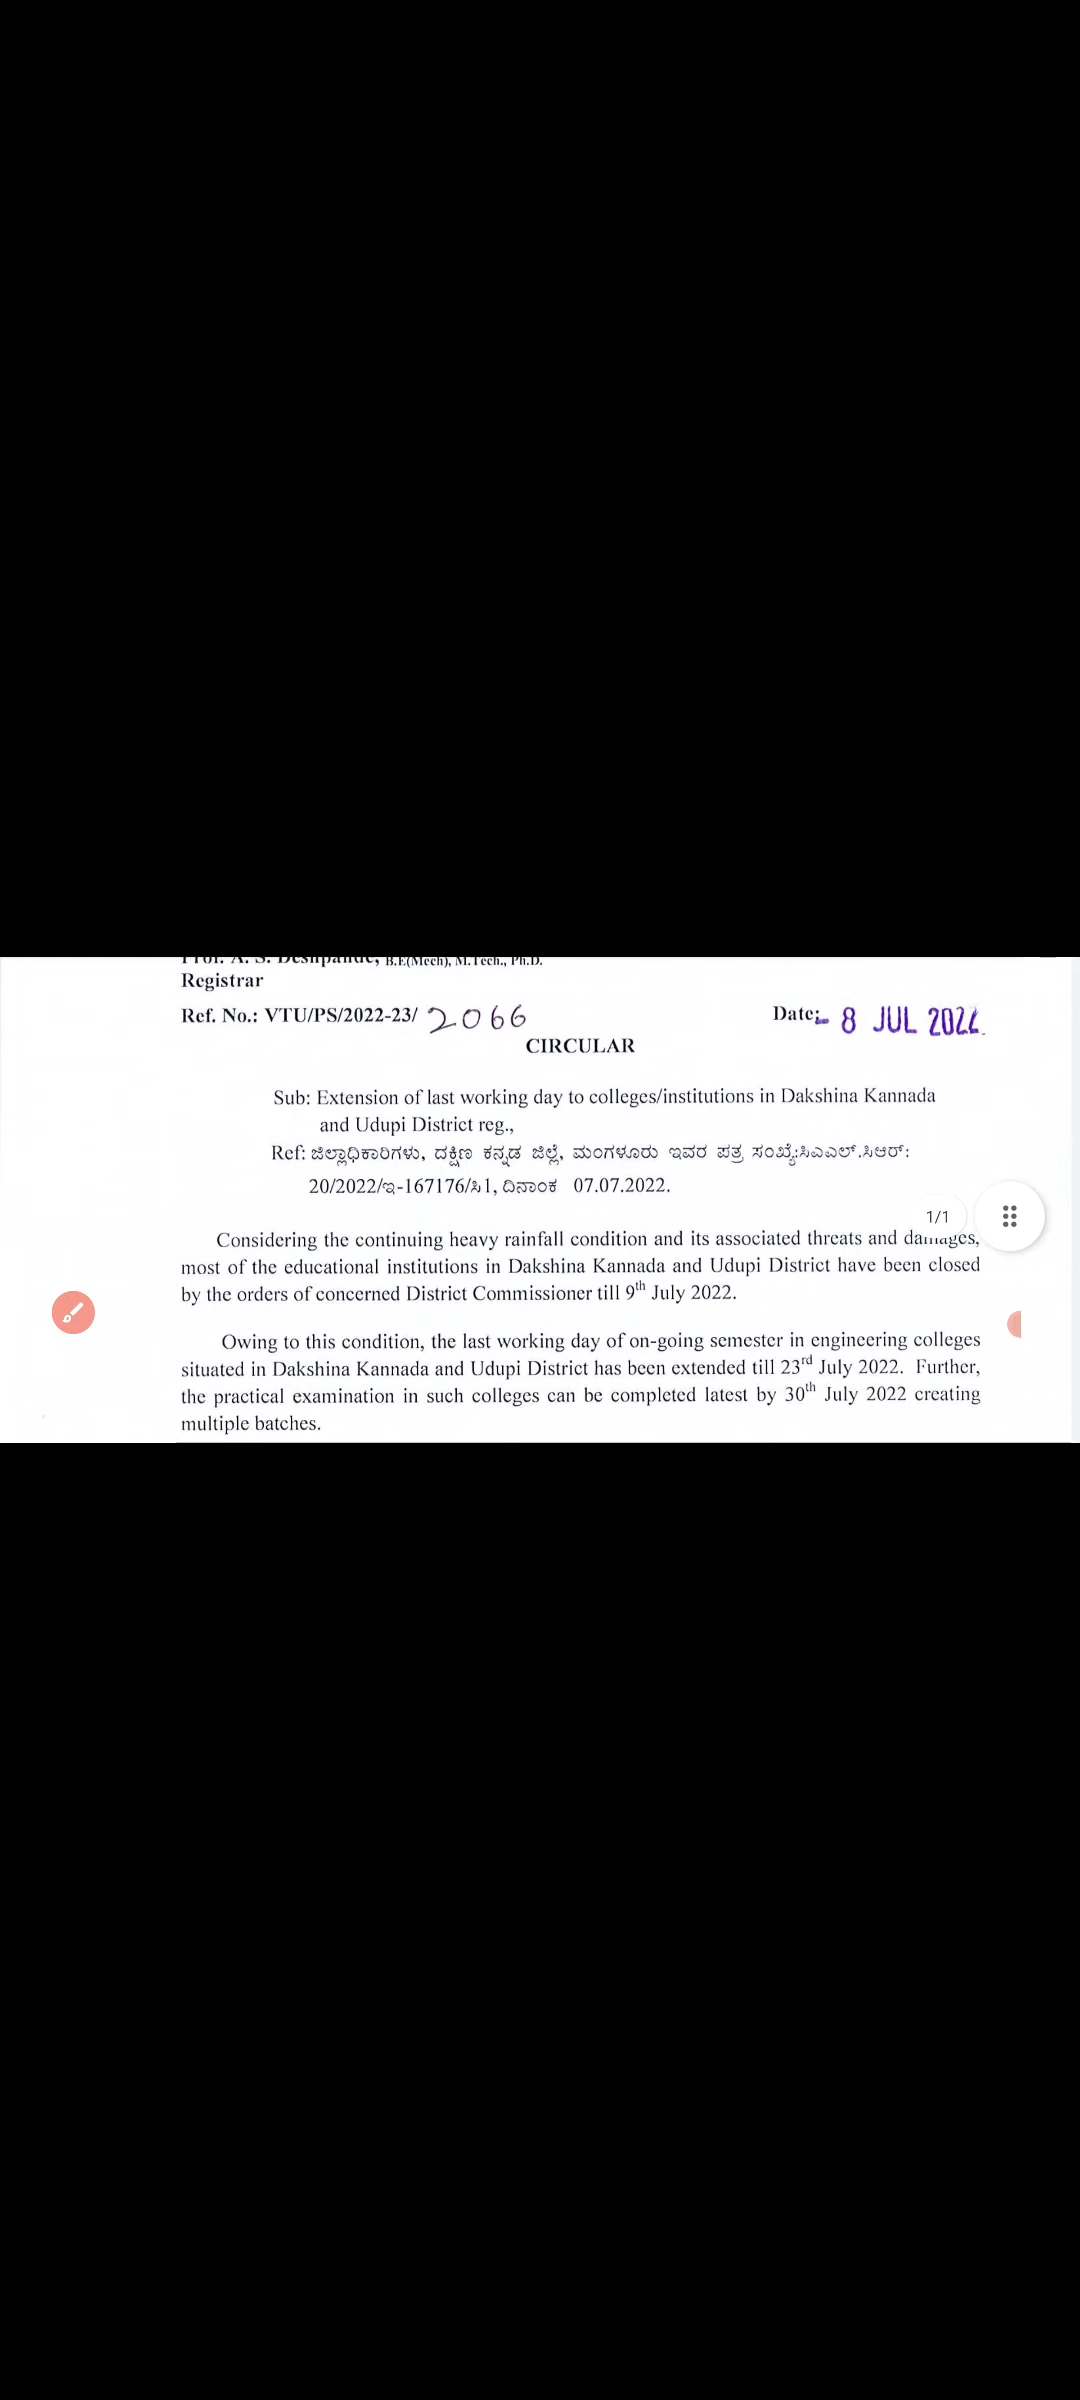 Prof. A. S. Deshpande, B.E(Mech), M.Tech., Ph.D.
Registrar
Ref. No.: VTU/PS/2022-23/ 2066 Date:- 8 JUL 2022
CIRCULAR
Sub: Extension of last working day to colleges/institutions in Dakshina Kannada
and Udupi District reg.,
Ref: ಜಿಲ್ಲಾಧಿಕಾರಿಗಳು, ದಕ್ಷಿಣ ಕನ್ನಡ ಜಿಲ್ಲೆ, ಮಂಗಳೂರು ಇವರ ಪತ್ರ ಸಂಖ್ಯೆ:ಸಿಎಎಲ್.ಸಿಆರ್:
20/2022/ಇ-167176/ಸಿ1, ದಿನಾಂಕ 07.07.2022.
1/1
Considering the continuing heavy rainfall condition and its associated threats and damages,
most of the educational institutions in Dakshina Kannada and Udupi District have been closed
by the orders of concerned District Commissioner till 9th July 2022.
Owing to this condition, the last working day of on-going semester in engineering colleges
situated in Dakshina Kannada and Udupi District has been extended till 23rd July 2022. Further,
the practical examination in such colleges can be completed latest by 30th July 2022 creating
multiple batches.